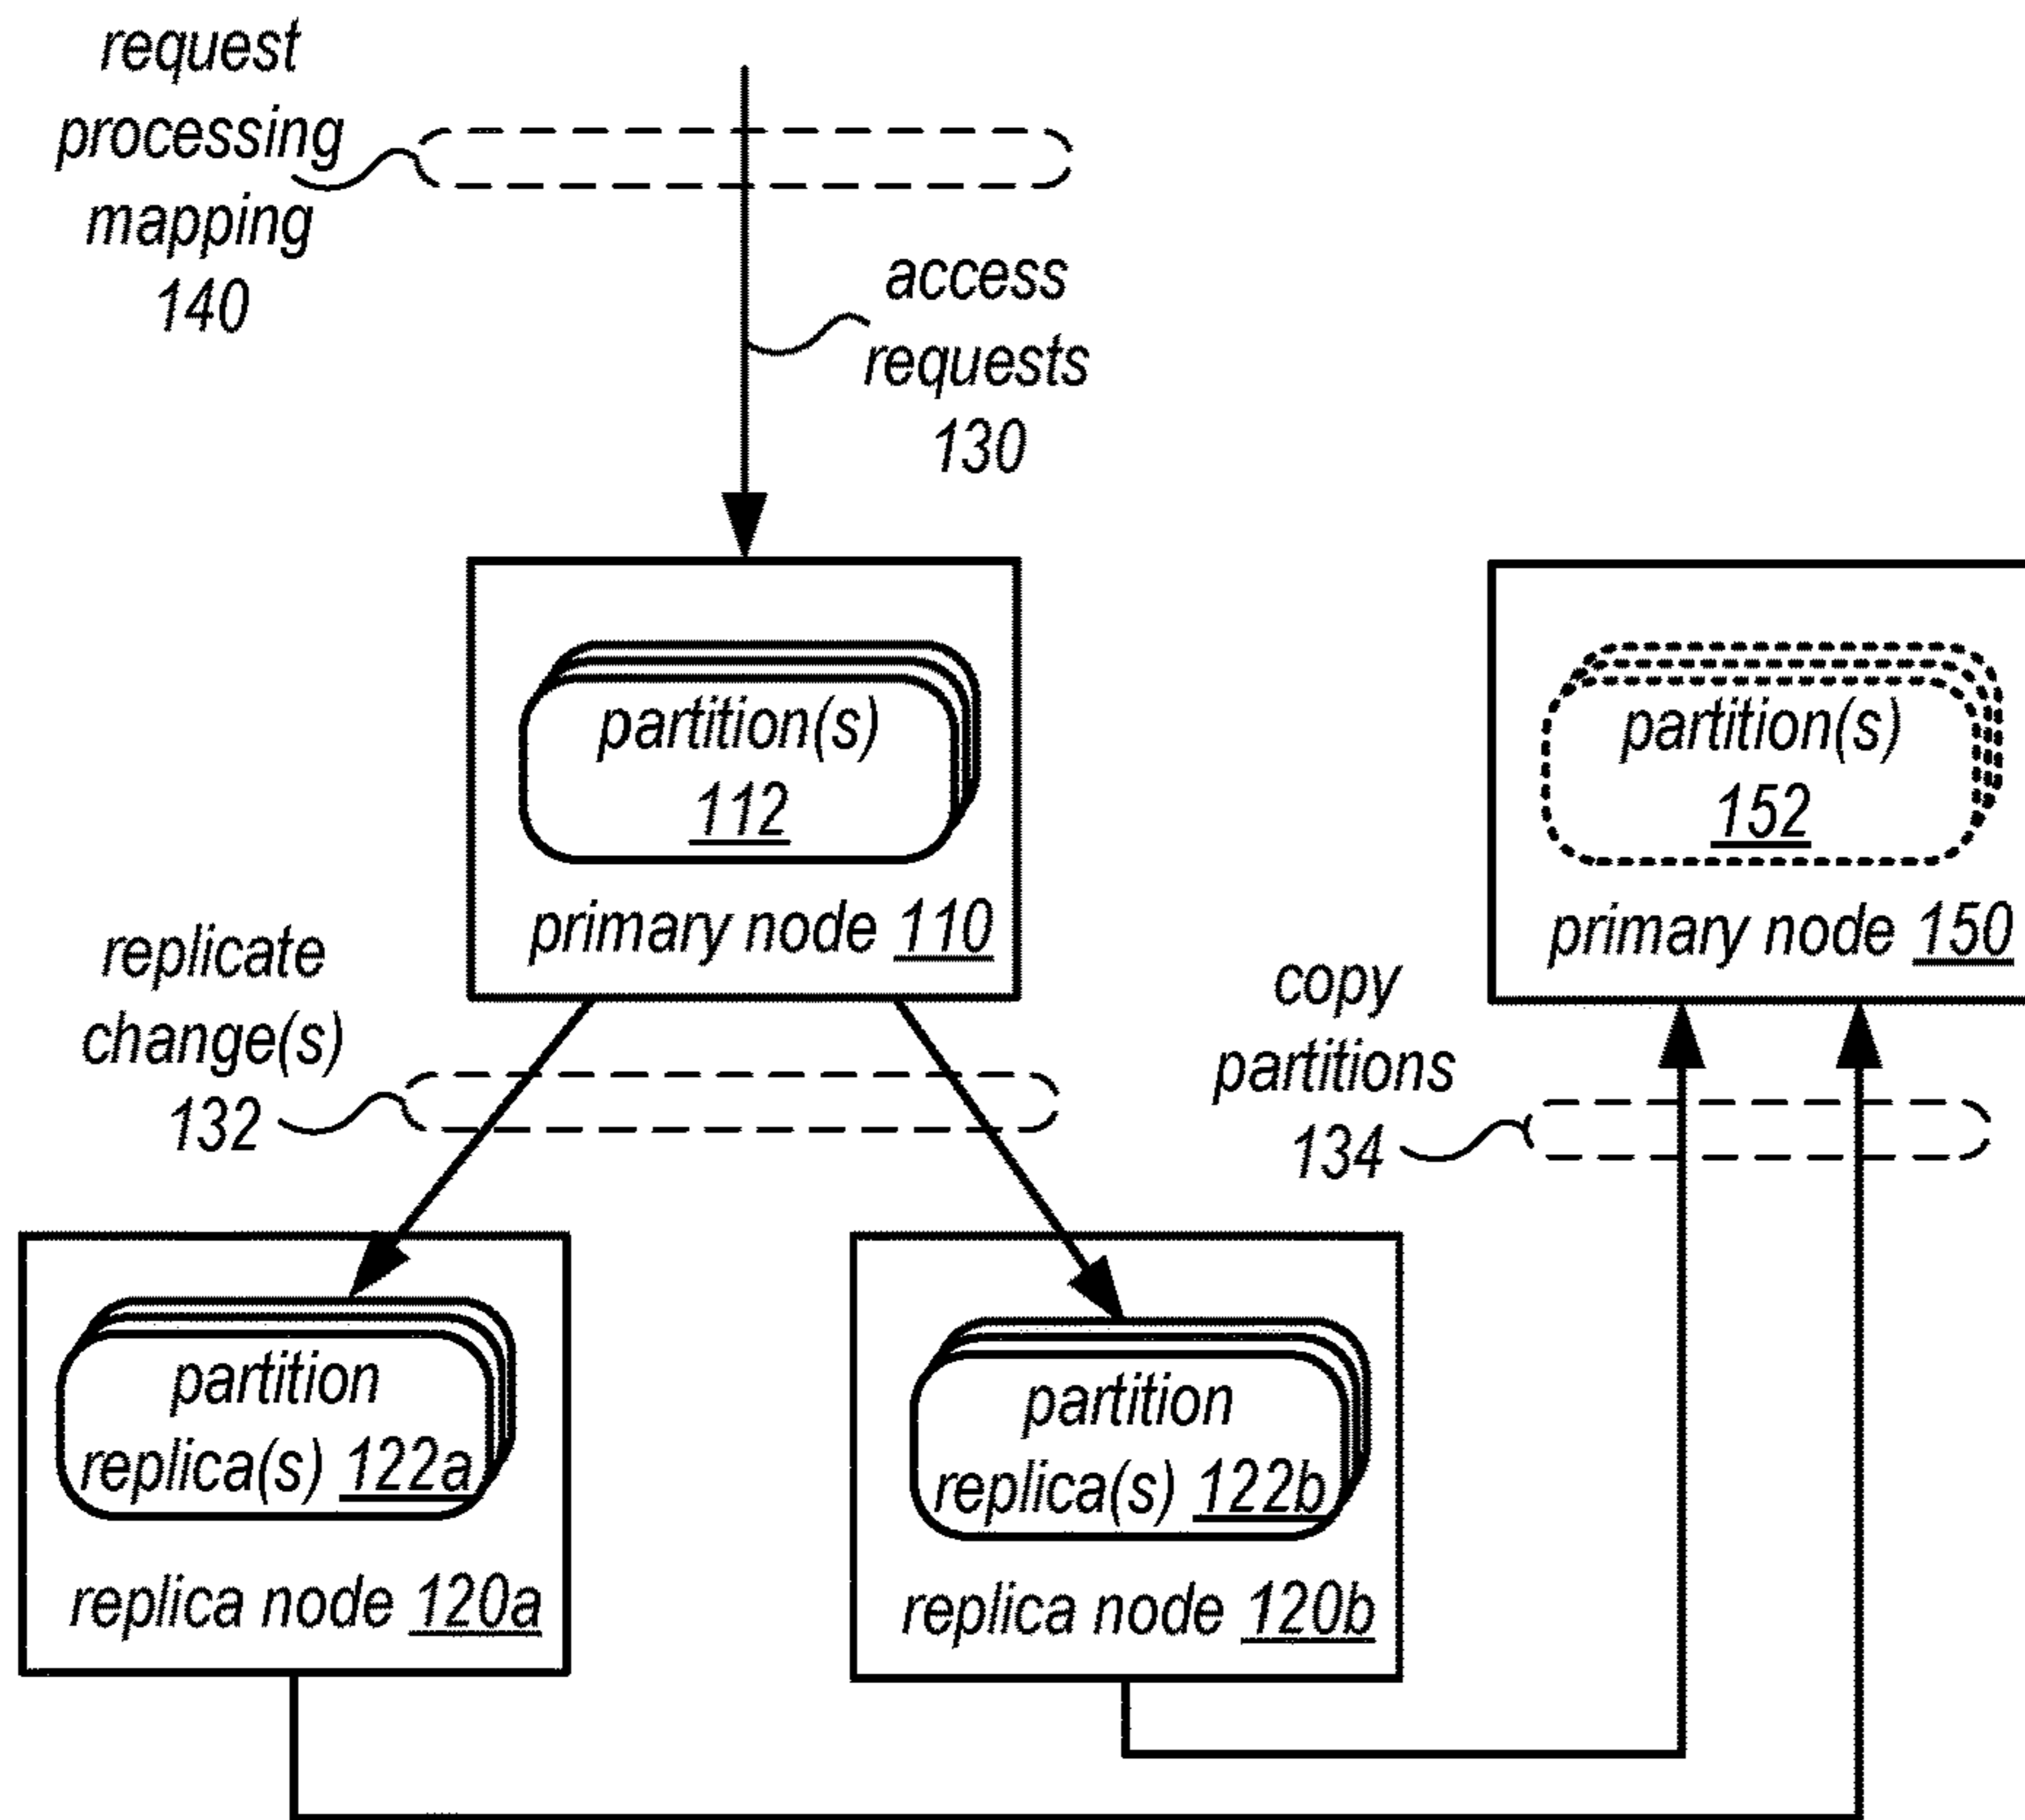 request
processing
mapping
140
access
requests
130
partition(s)
112
primary node 110
partition(s)
152
primary node 150
replicate
change(s)
132
copy
partitions
134
partition
replica(s) 122a
replica node 120a
partition
replica(s) 122b
replica node 120b